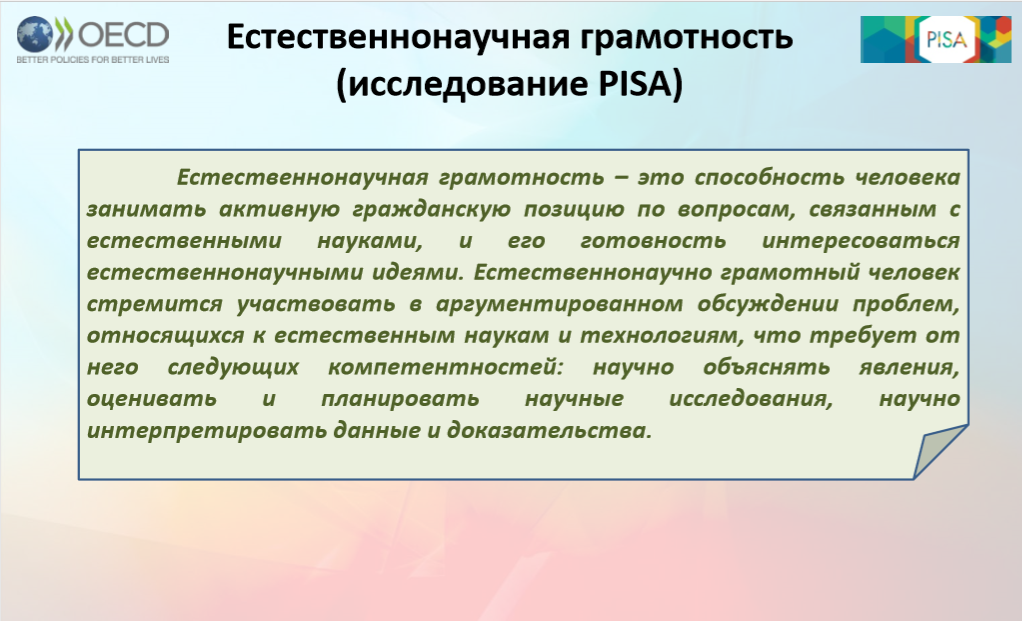 OECD
BETTER POLICIES FOR BETTER LIVES
Естественнонаучная грамотность
(исследование PISA)
PISA
Естественнонаучная грамотность – это способность человека
занимать активную гражданскую позицию по вопросам, связанным с
естественными науками, и его готовность интересоваться
естественнонаучными идеями. Естественнонаучно грамотный человек
стремится участвовать в аргументированном обсуждении проблем,
относящихся к естественным наукам и технологиям, что требует от
него следующих компетентностей: научно объяснять явления,
оценивать и планировать научные исследования, научно
интерпретировать данные и доказательства.